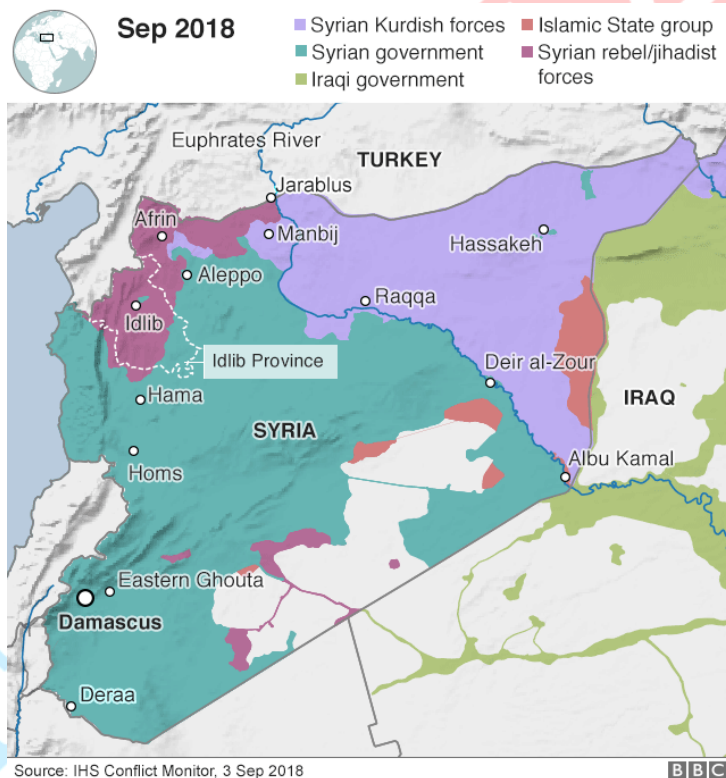 Sep 2018
Syrian Kurdish forces
Syrian government
Iraqi government
Islamic State group
Syrian rebel/jihadist
forces
Euphrates River
TURKEY
Jarablus
Afrin
Manbij
Hassakeh
Aleppo
Raqqa
Idlib
Idlib Province
Deir al-Zour
Hama
IRAQ
SYRIA
Homs
Albu Kamal
Eastern Ghouta
Damascus
Deraa
Source: IHS Conflict Monitor, 3 Sep 2018
BBC